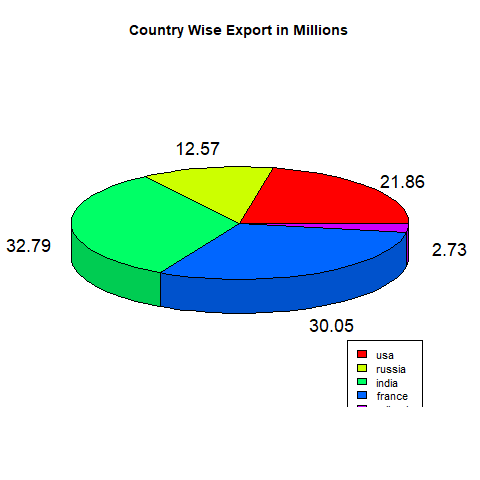 Country Wise Export in Millions
12.57
21.86
32.79
2.73
30.05
usa
russia
india
france